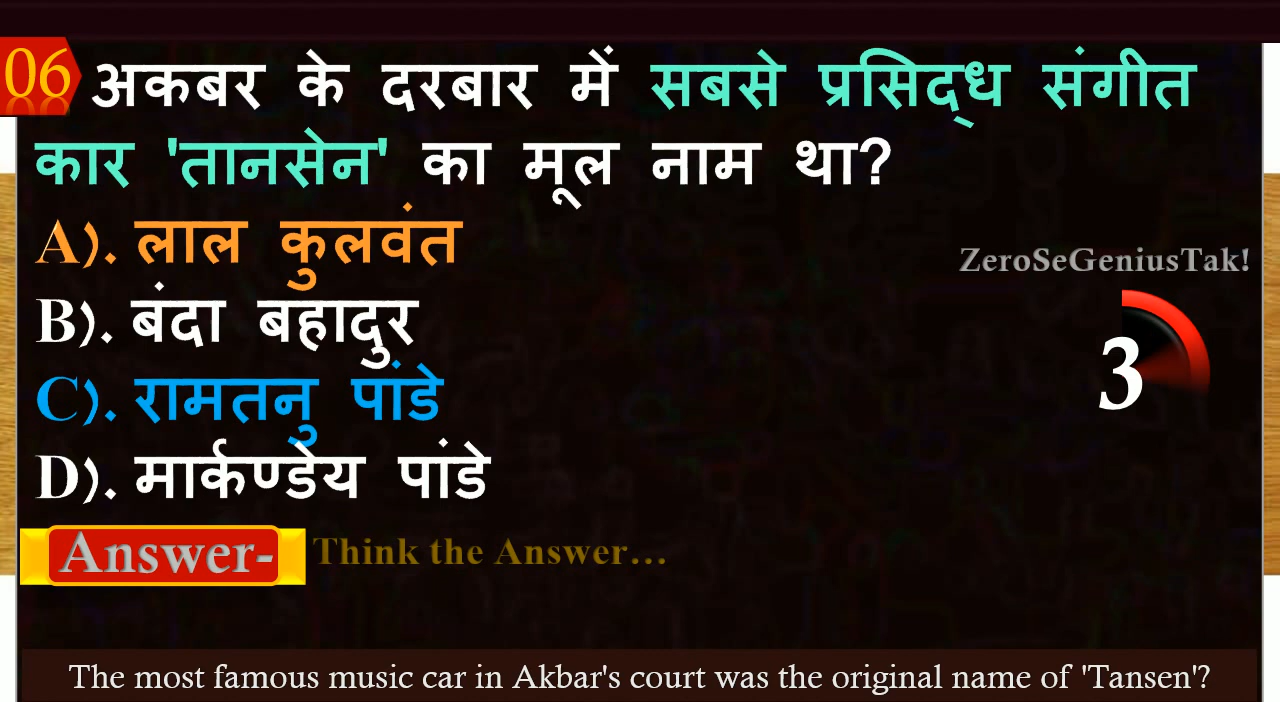 06 अकबर के दरबार में सबसे प्रसिद्ध संगीत
कार 'तानसेन' का मूल नाम था?
A). लाल कुलवंत
ZeroSeGeniusTak!
B). बंदा बहादुर
3
C). रामतनु पांडे
D). मार्कण्डेय पांडे
Answer- Think the Answer...
The most famous music car in Akbar's court was the original name of 'Tansen'?